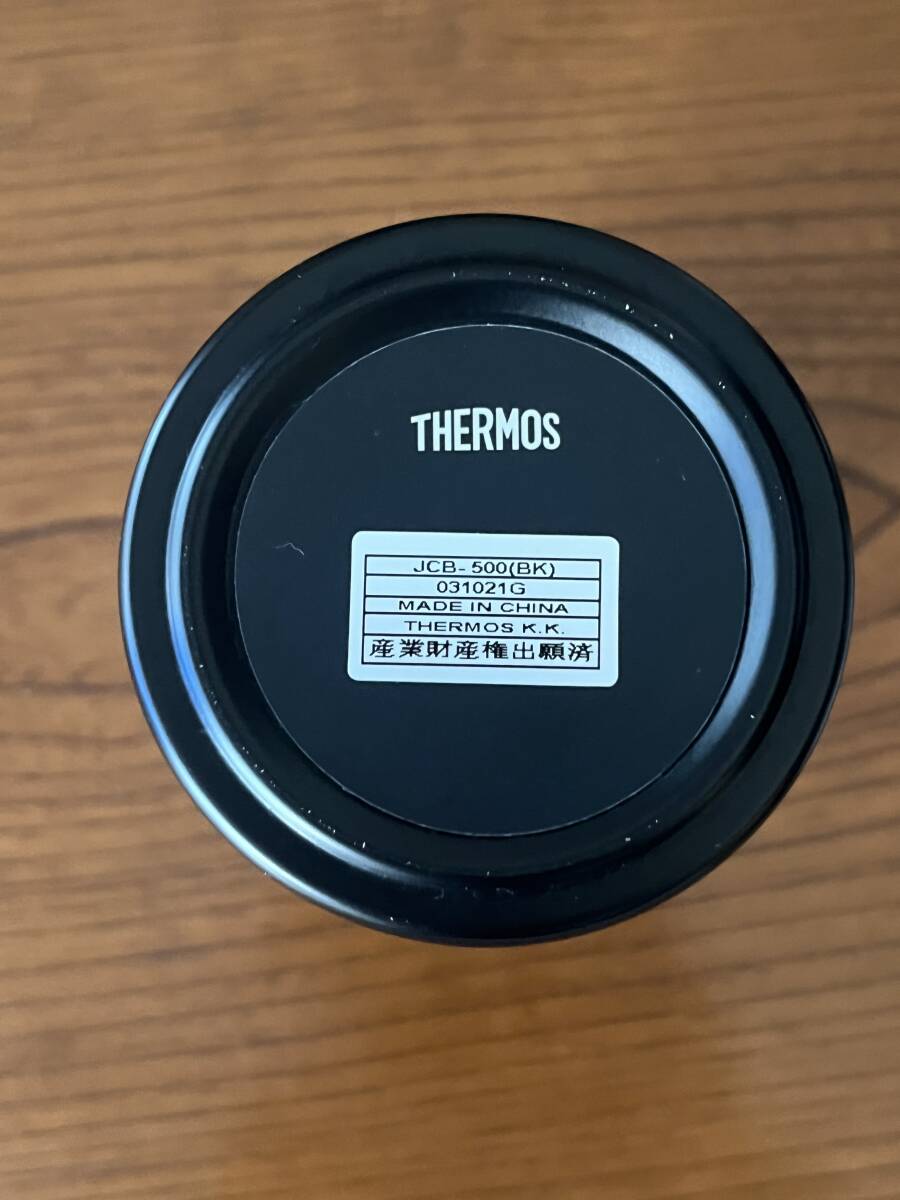 THERMOS
JCB- 500(BK)
031021G
MADE IN CHINA
THERMOS K.K.
産業財産権出願済